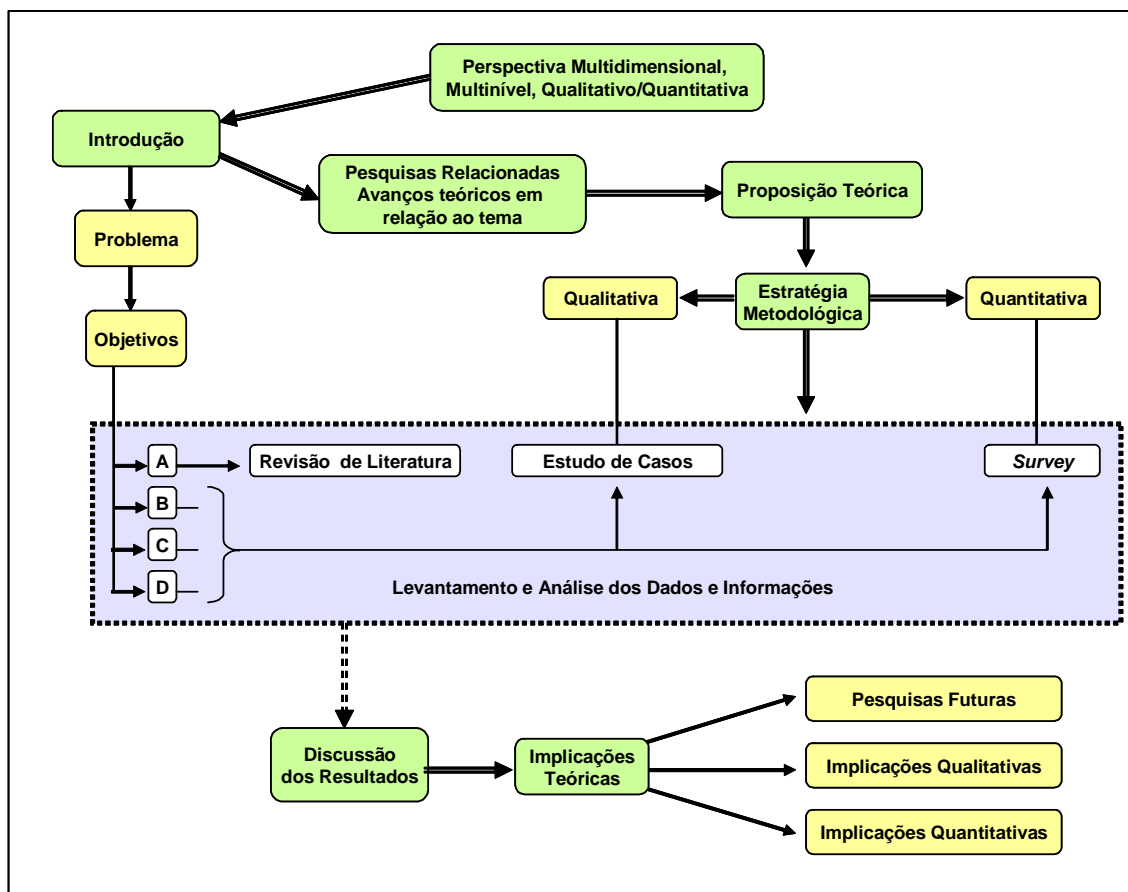 Perspectiva Multidimensional,
Multinível, Qualitativo/Quantitativa
Introdução
Pesquisas Relacionadas
Avanços teóricos em
relação ao tema
Proposição Teórica
Problema
Qualitativa
Estratégia
Metodológica
Quantitativa
Objetivos
A
Revisão de Literatura
Estudo de Casos
Survey
B
C
D
Levantamento e Análise dos Dados e Informações
Pesquisas Futuras
Discussão
dos Resultados
Implicações
Teóricas
Implicações Qualitativas
Implicações Quantitativas